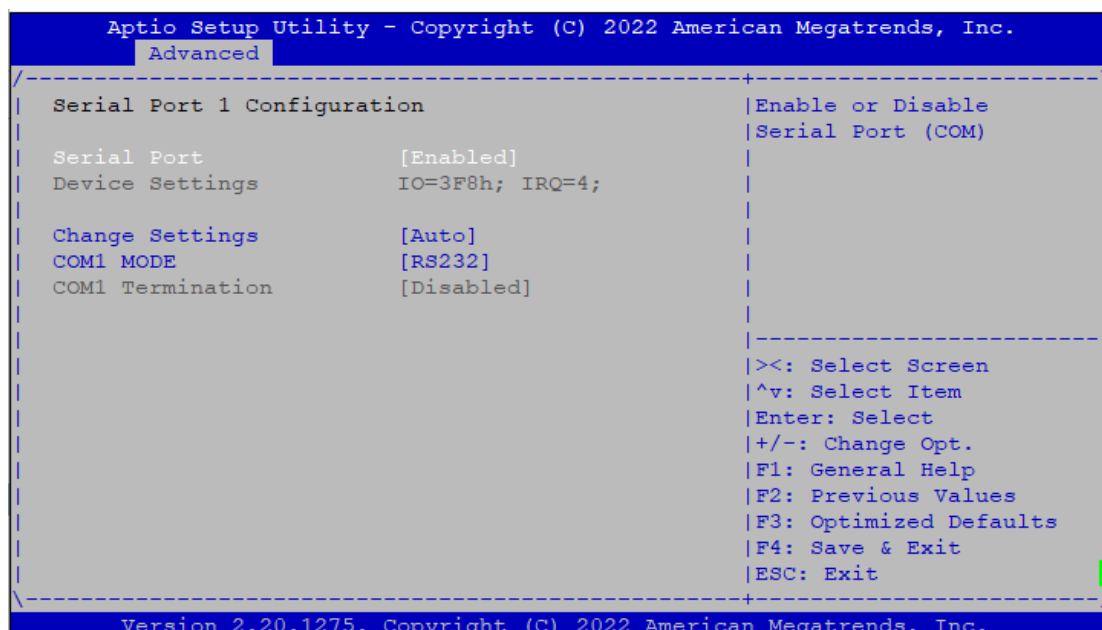 Aptio Setup Utility - Copyright (C) 2022 American Megatrends, Inc.
Advanced
Serial Port 1 Configuration
Enable or Disable
Serial Port (COM)
Serial Port [Enabled]
Device Settings IO=3F8h; IRQ=4;
Change Settings [Auto]
COM1 MODE [RS232]
COM1 Termination [Disabled]
><: Select Screen
^v: Select Item
Enter: Select
+/-: Change Opt.
F1: General Help
F2: Previous Values
F3: Optimized Defaults
F4: Save & Exit
ESC: Exit
Version 2.20.1275. Copyright (C) 2022 American Megatrends, Inc.